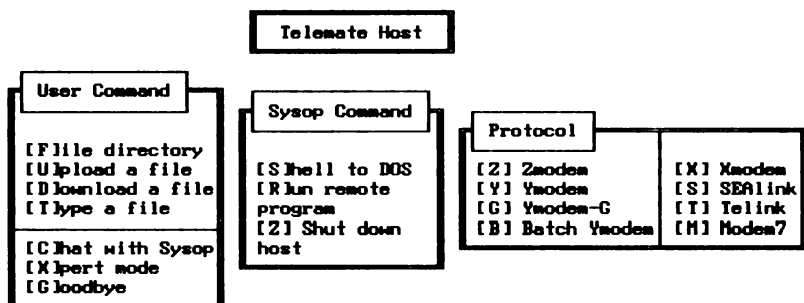 Telemate Host
User Command
[F]ile directory
[U]pload a file
[D]ownload a file
[T]ype a file
[C]hat with Sysop
[X]pert mode
[G]oodbye
Sysop Command
[S]hell to DOS
[R]un remote
program
[Z] Shut down
host
Protocol
[Z] Zmodem
[Y] Ymodem
[G] Ymodem-G
[B] Batch Ymodem
[X] Xmodem
[S] SEAlink
[T] Telink
[M] Modem7